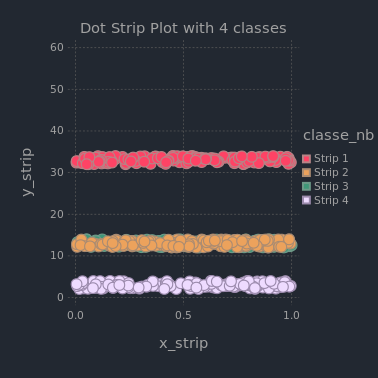 Dot Strip Plot with 4 classes
60
50
40
30
20
10
0
y_strip
0.0
0.5
1.0
x_strip
classe_nb
Strip 1
Strip 2
Strip 3
Strip 4